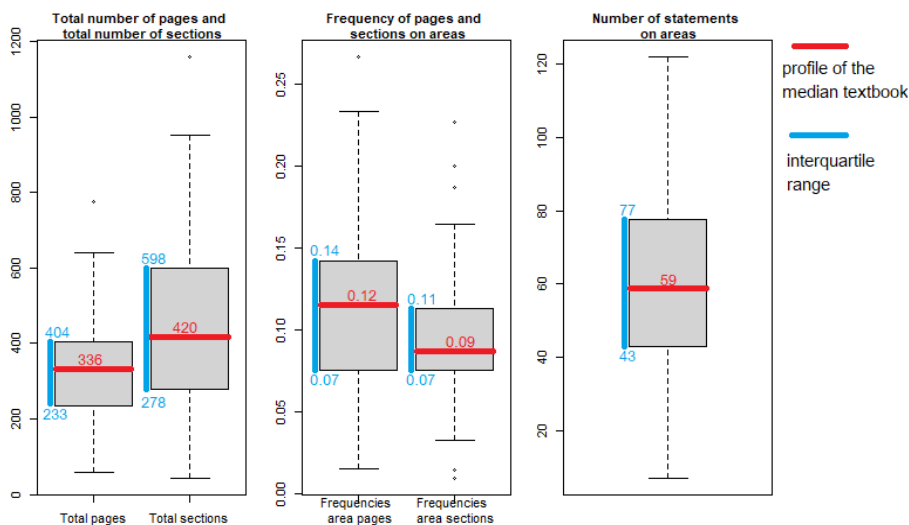 Total number of pages and
total number of sections
0
200
400
600
800
1000
1200
404
336
233
598
420
278
Total pages
Total sections
Frequency of pages and
sections on areas
0.00
0.05
0.10
0.15
0.20
0.25
0.14
0.12
0.07
0.11
0.09
0.07
Frequencies
area pages
Frequencies
area sections
Number of statements
on areas
20
40
60
80
100
120
77
59
43
profile of the
median textbook
interquartile
range